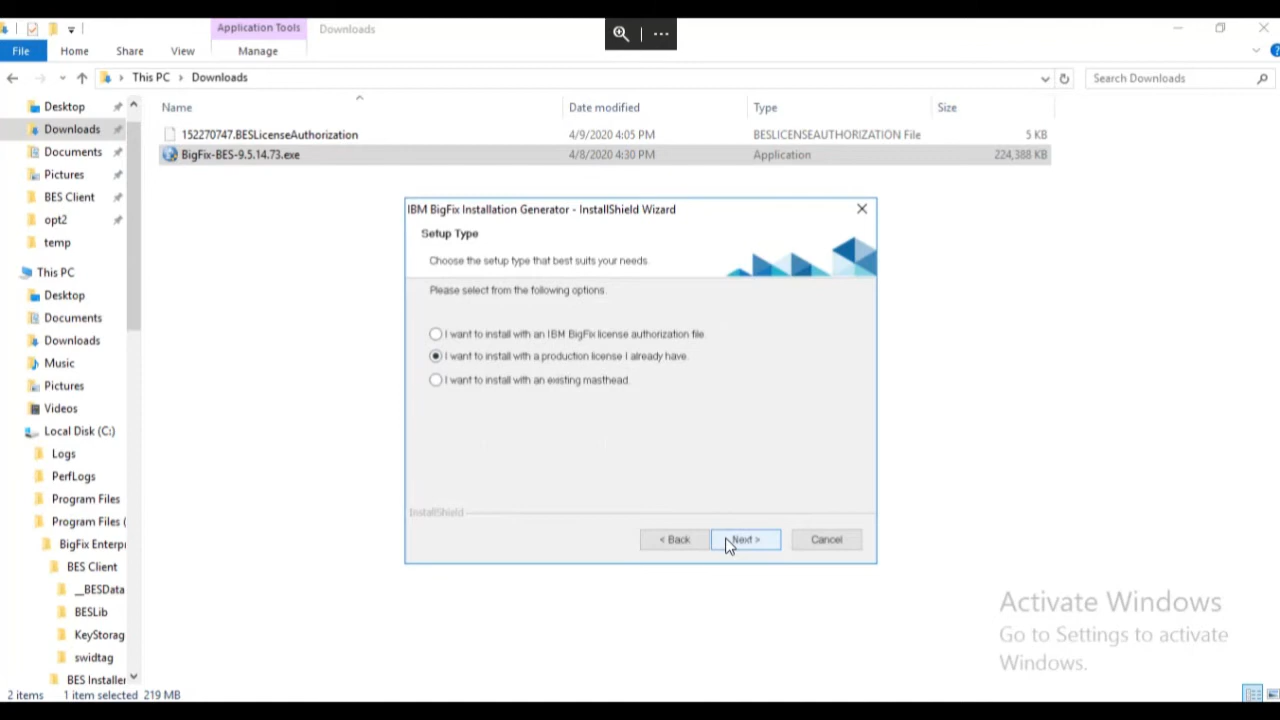 Application Tools
Downloads
File
Home
Share
View
Manage
This PC
Downloads
Search Downloads
Name
Date modified
Type
Size
152270747.BESLicenseAuthorization
4/9/2020 4:05 PM
BESLICENSEAUTHORIZATION File
5 KB
BigFix-BES-9.5.14.73.exe
4/8/2020 4:30 PM
Application
224,388 KB
Desktop
Downloads
Documents
Pictures
BES Client
opt2
temp
This PC
Desktop
Documents
Downloads
Music
Pictures
Videos
Local Disk (C:)
Logs
PerfLogs
Program Files
Program Files (
BigFix Enterpr
BES Client
__BESData
BESLib
KeyStorag
swidtag
BES Installer
IBM BigFix Installation Generator - InstallShield Wizard
Setup Type
Choose the setup type that best suits your needs.
Please select from the following options.
I want to install with an IBM BigFix license authorization file
I want to install with a production license I already have.
I want to install with an existing masthead.
InstallShield
< Back
Next >
Cancel
Activate Windows
Go to Settings to activate
Windows.
2 items
1 item selected 219 MB